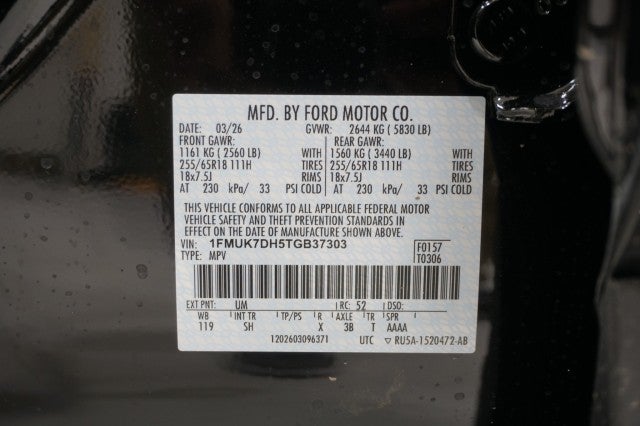 MFD. BY FORD MOTOR CO.
DATE: 03/26 GVWR: 2644 KG ( 5830 LB)
FRONT GAWR: REAR GAWR:
1161 KG ( 2560 LB) WITH 1560 KG ( 3440 LB) WITH
255/65R18 111H TIRES 255/65R18 111H TIRES
18x7.5J RIMS 18x7.5J RIMS
AT 230 kPa/ 33 PSI COLD AT 230 kPa/ 33 PSI COLD
THIS VEHICLE CONFORMS TO ALL APPLICABLE FEDERAL MOTOR
VEHICLE SAFETY AND THEFT PREVENTION STANDARDS IN
EFFECT ON THE DATE OF MANUFACTURE SHOWN ABOVE.
VIN: 1FMUK7DH5TGB37303 F0157
TYPE: MPV T0306
EXT PNT: UM RC: 52 DSO:
WB INT TR TP/PS R AXLE TR SPR
119 SH X 3B T AAAA
1202603096371 UTC ▽ RU5A-1520472-AB